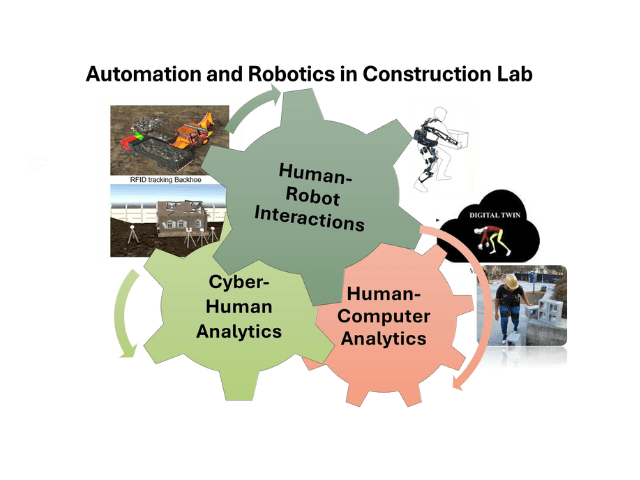 Automation and Robotics in Construction Lab
RFID tracking Backhoe
Human-
Robot
Interactions
DIGITAL TWIN
Cyber-
Human
Analytics
Human-
Computer
Analytics